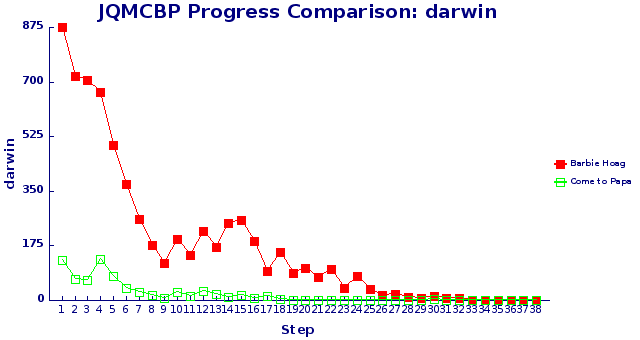 JQMCBP Progress Comparison: darwin
darwin
875
700
525
350
175
0
1 2 3 4 5 6 7 8 9 10 11 12 13 14 15 16 17 18 19 20 21 22 23 24 25 26 27 28 29 30 31 32 33 34 35 36 37 38
Step
Barbie Hoag
Come to Papa